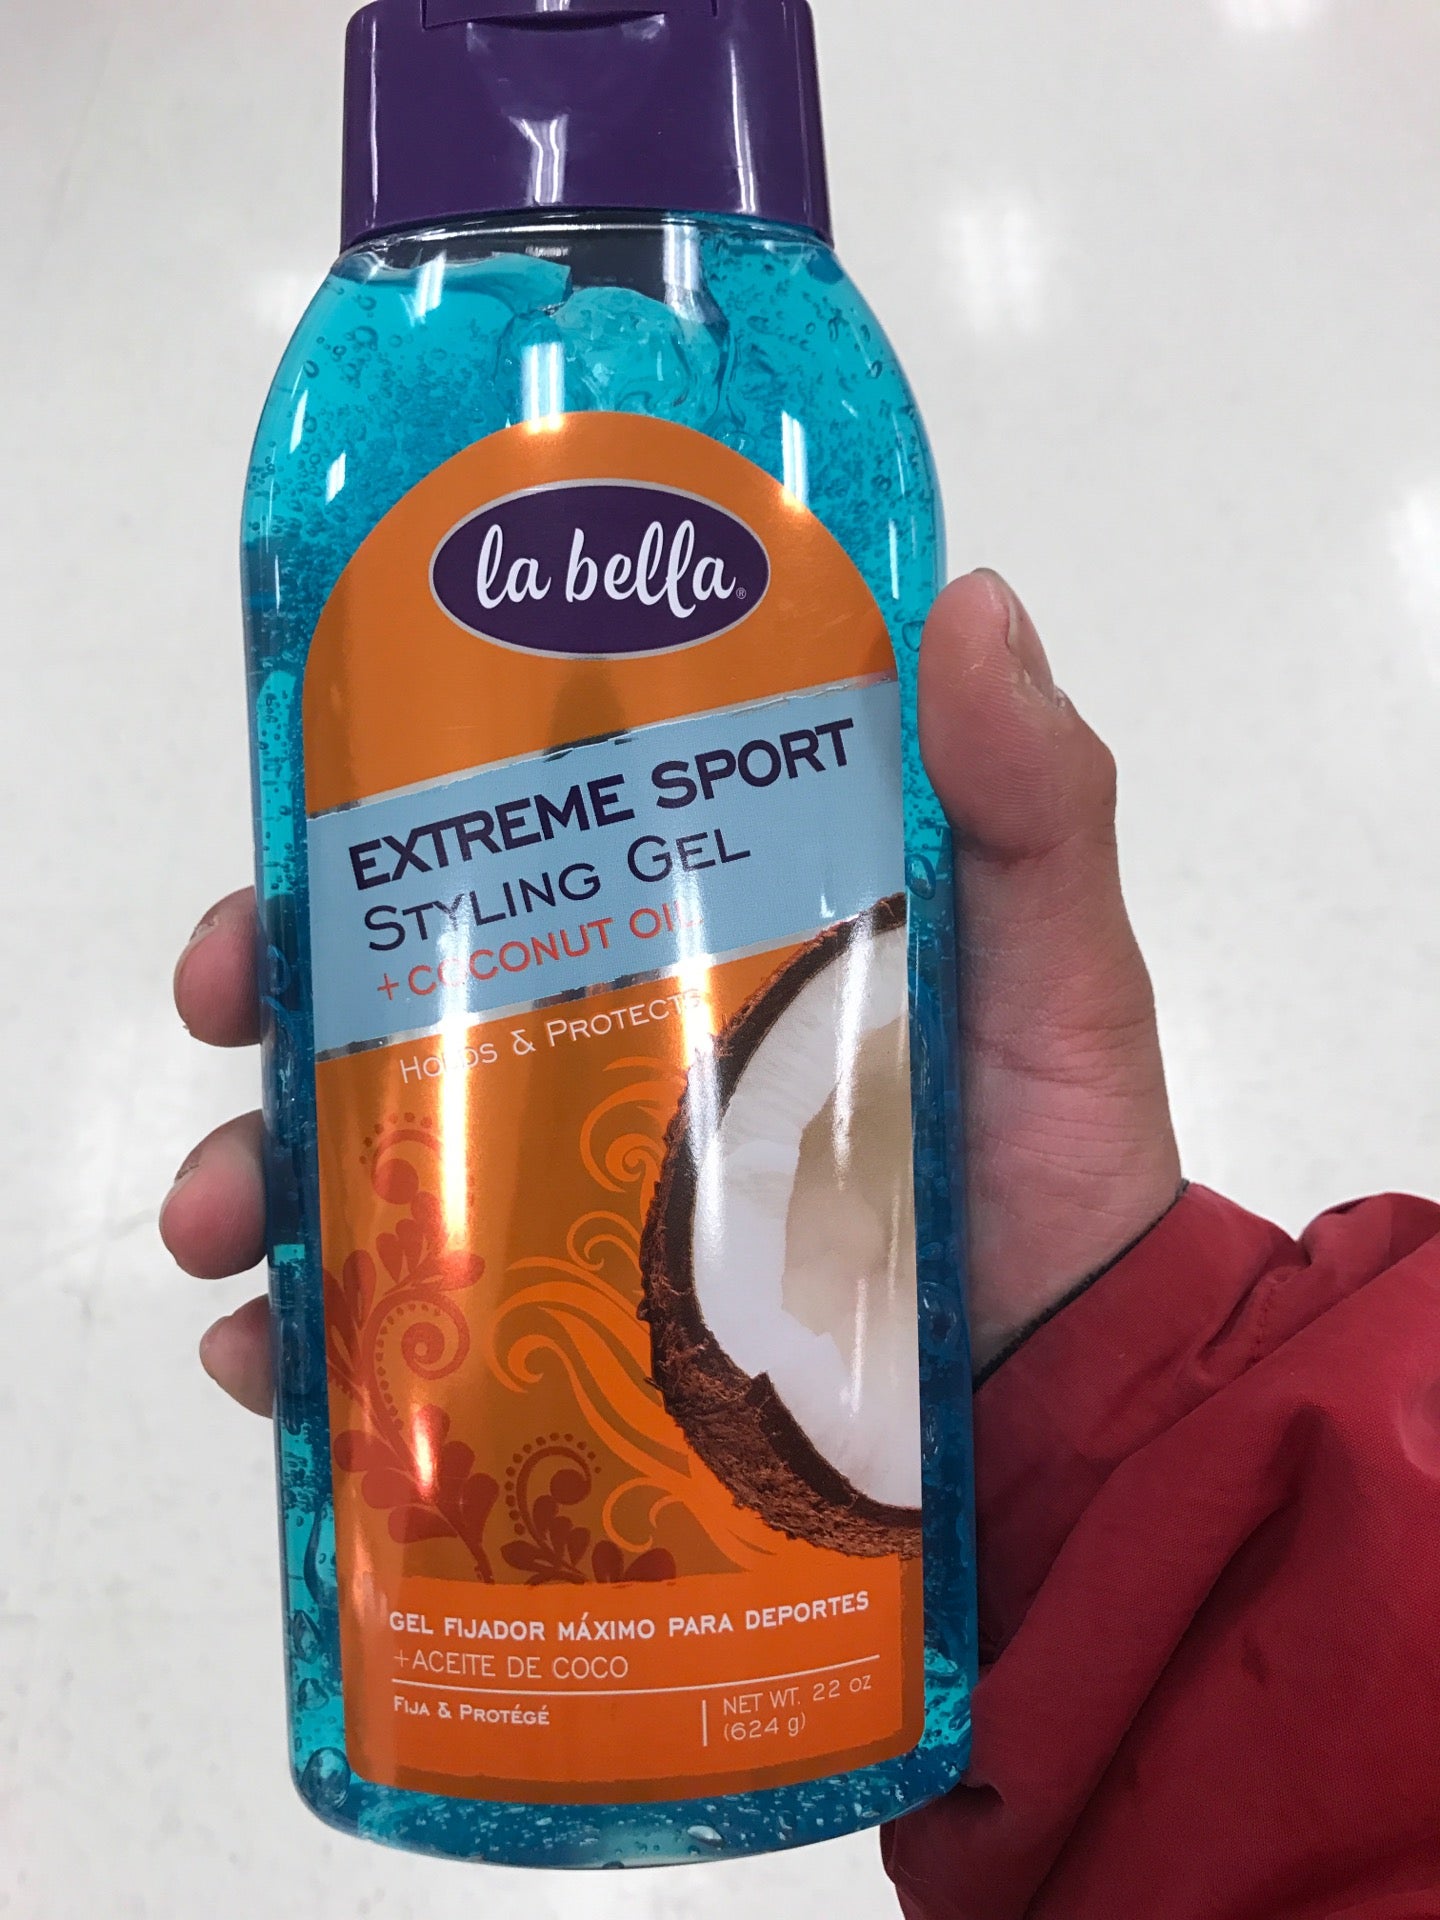 la bella®
EXTREME SPORT
STYLING GEL
+COCONUT OIL
HOLDS & PROTECTS
GEL FIJADOR MÁXIMO PARA DEPORTES
+ACEITE DE COCO
FIJA & PROTÉGÉ
NET WT. 22 OZ
(624 g)